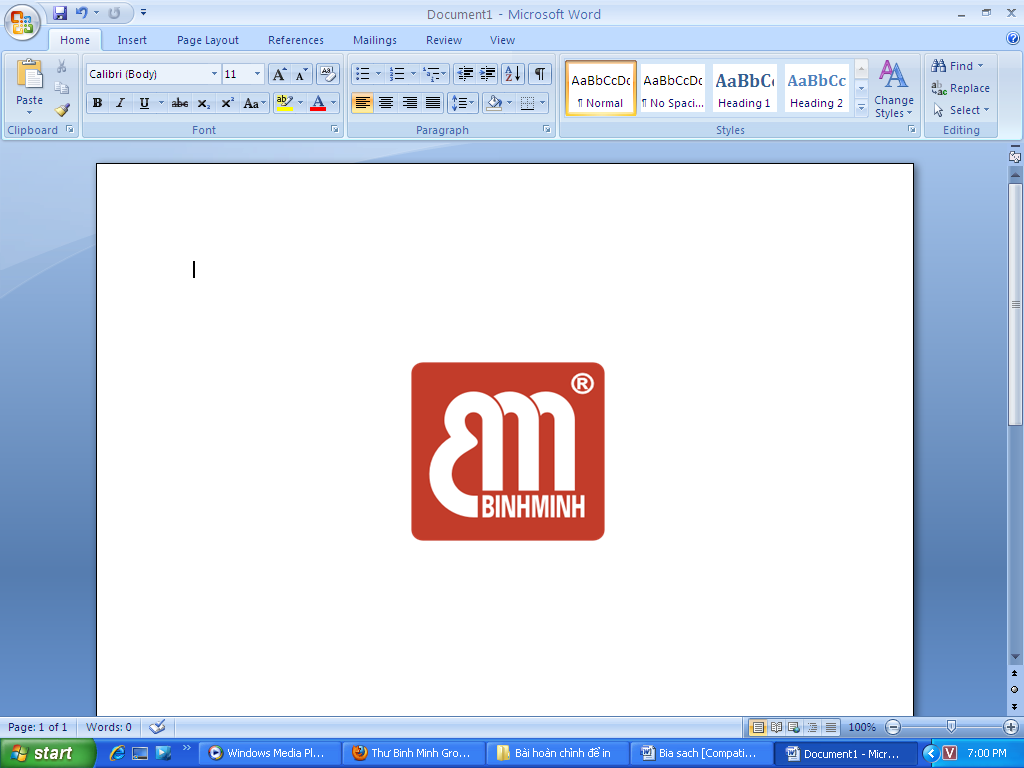 Document1 - Microsoft Word
Home Insert Page Layout References Mailings Review View
Calibri (Body) 11 AaBbCcDc AaBbCcDc AaBbC AaBbCc Find
Paste ¶ Normal ¶ No Spaci... Heading 1 Heading 2 Change Styles Replace
B I U abc x₂ x² Aa ab A Select
Clipboard Font Paragraph Styles Editing
®
BINHMINH
Page: 1 of 1 Words: 0 100%
start Windows Media Pl... Thư Binh Minh Gro... Bài hoàn chỉnh để in Bia sach [Compati... Document1 - Micr... V 7:00 PM